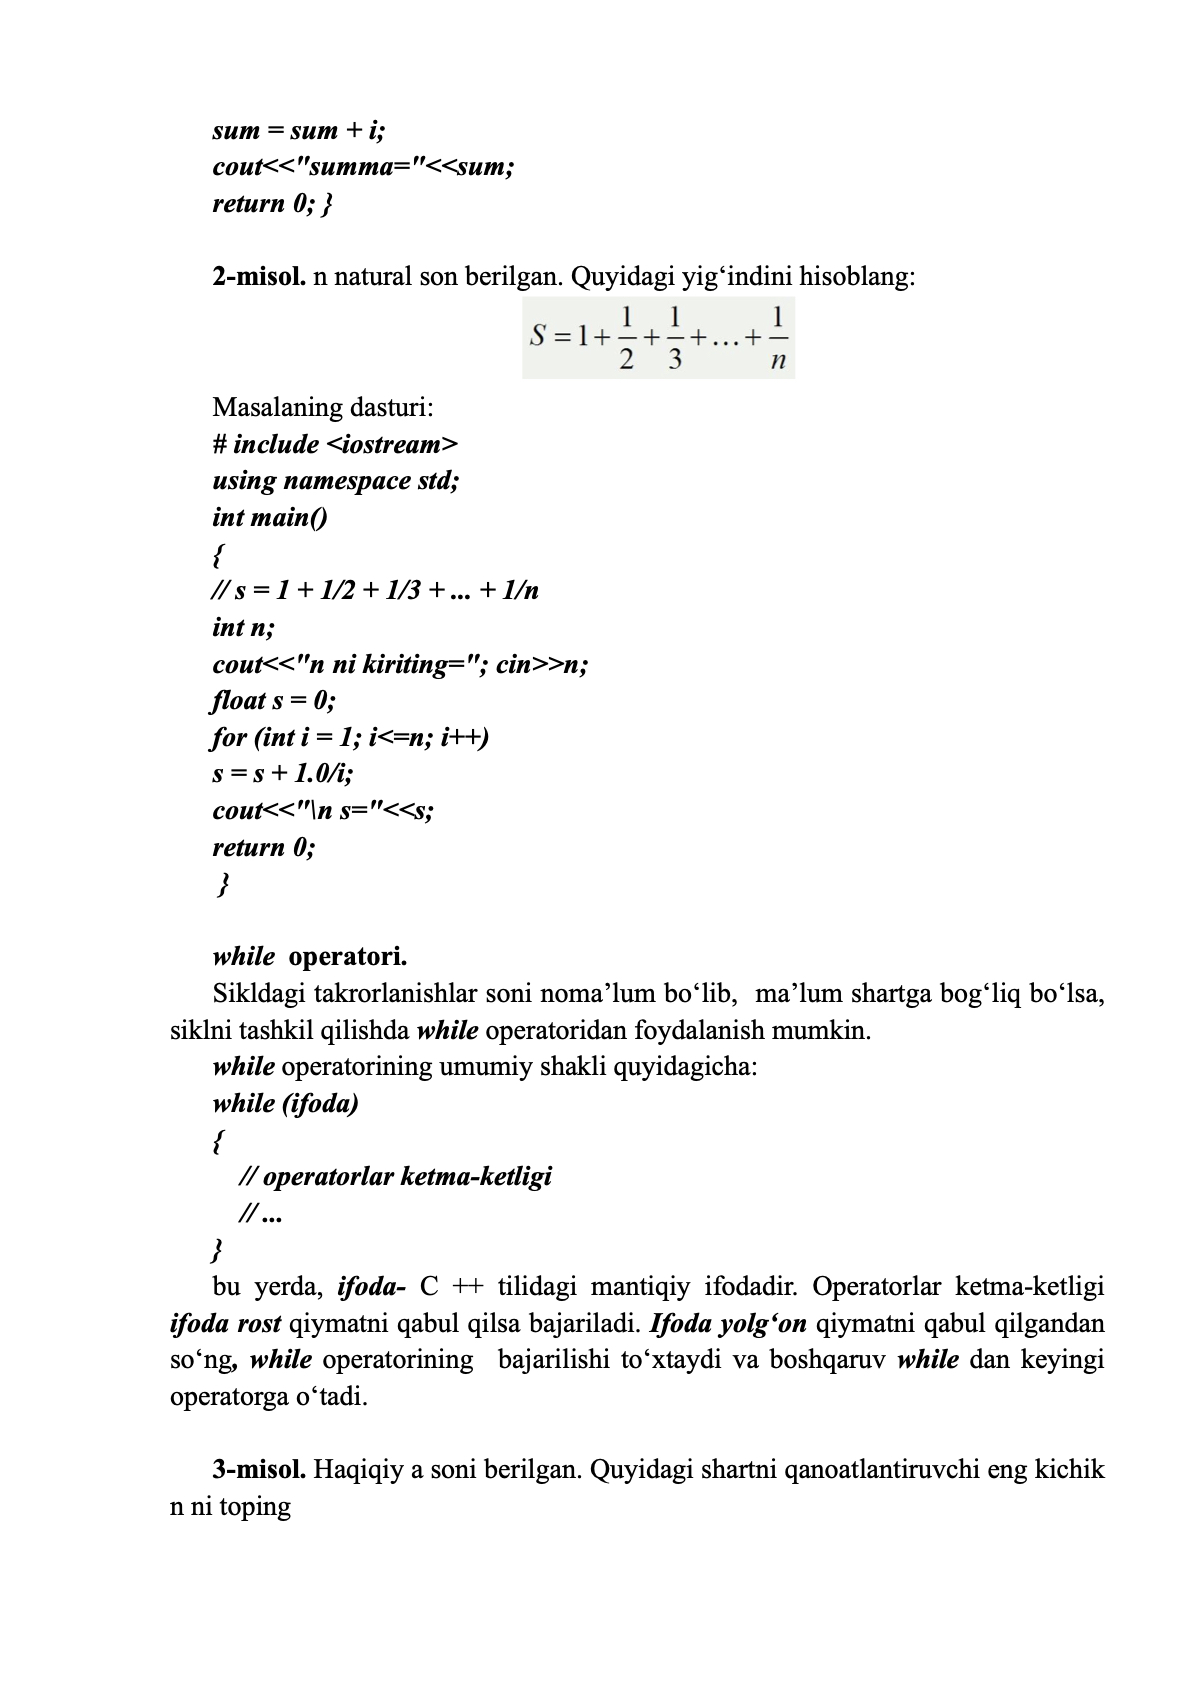 sum = sum + i;
cout<<"summa="<<sum;
return 0; }
2-misol. n natural son berilgan. Quyidagi yig‘indini hisoblang:
S = 1 + 1/2 + 1/3 + ... + 1/n
Masalaning dasturi:
# include <iostream>
using namespace std;
int main()
{
// s = 1 + 1/2 + 1/3 + ... + 1/n
int n;
cout<<"n ni kiriting="; cin>>n;
float s = 0;
for (int i = 1; i<=n; i++)
s = s + 1.0/i;
cout<<"\n s="<<s;
return 0;
}
while operatori.
Sikldagi takrorlanishlar soni noma’lum bo‘lib, ma’lum shartga bog‘liq bo‘lsa,
siklni tashkil qilishda while operatoridan foydalanish mumkin.
while operatorining umumiy shakli quyidagicha:
while (ifoda)
{
// operatorlar ketma-ketligi
// ...
}
bu yerda, ifoda- C ++ tilidagi mantiqiy ifodadir. Operatorlar ketma-ketligi
ifoda rost qiymatni qabul qilsa bajariladi. Ifoda yolg‘on qiymatni qabul qilgandan
so‘ng, while operatorining bajarilishi to‘xtaydi va boshqaruv while dan keyingi
operatorga o‘tadi.
3-misol. Haqiqiy a soni berilgan. Quyidagi shartni qanoatlantiruvchi eng kichik
n ni toping